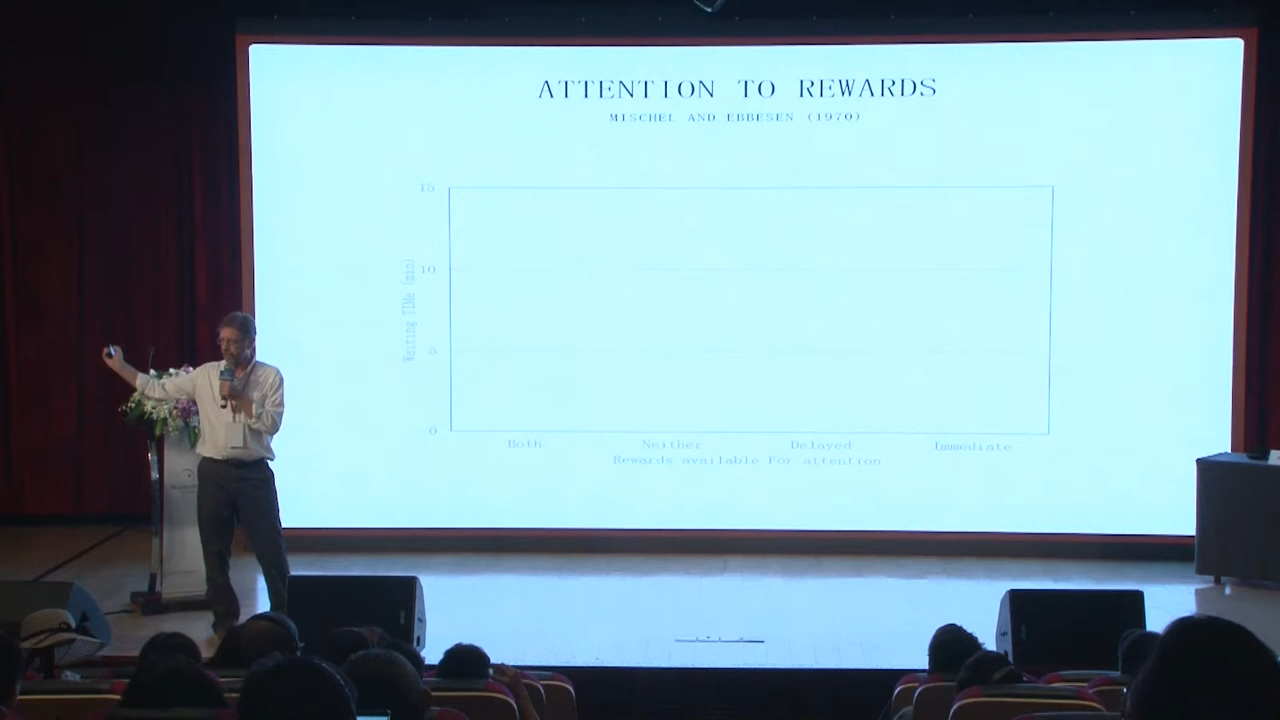 ATTENTION TO REWARDS
MISCHEL AND EBBESEN (1970)
15
10
5
0
Waiting TIMe (min)
Both Neither Delayed Immediate
Rewards available For attention